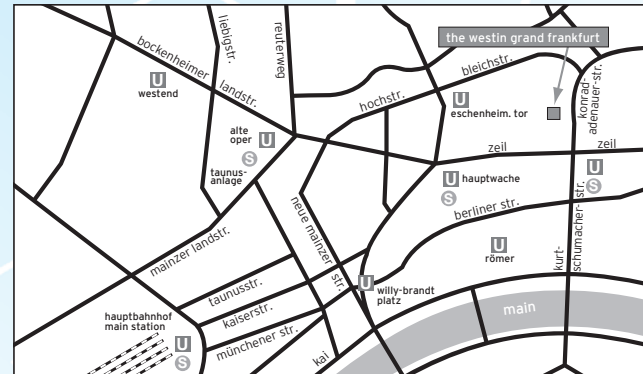 the westin grand frankfurt
bockenheimer
landstr.
liebigstr.
reuterweg
bleichstr.
hochstr.
konrad-
adenauer-str.
U
westend
U
eschenheim. tor
alte
oper
U
S
taunus-
anlage
zeil
zeil
U
hauptwache
S
U
S
berliner str.
neue mainzer
str.
mainzer landstr.
U
römer
kurt-
schumacher-
str.
taunusstr.
U
willy-brandt
platz
kaiserstr.
main
hauptbahnhof
main station
U
S
münchener str.
kai